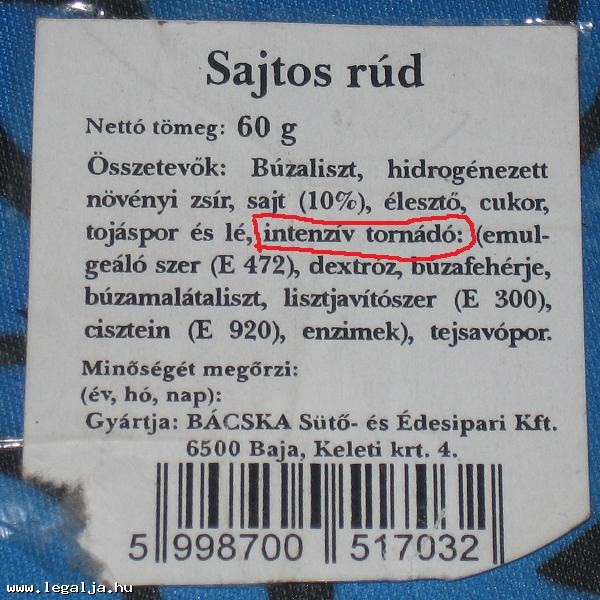 Sajtos rúd
Nettó tömeg: 60 g
Összetevők: Búzaliszt, hidrogénezett
növényi zsír, sajt (10%), élesztő, cukor,
tojáspor és lé, intenzív tornádó: (emul-
geáló szer (E 472), dextróz, búzafehérje,
búzamalátaliszt, lisztjavítószer (E 300),
cisztein (E 920), enzimek), tejsavópor.
Minőségét megőrzi:
(év, hó, nap):
Gyártja: BÁCSKA Sütő- és Édesipari Kft.
6500 Baja, Keleti krt. 4.
5 998700 517032
www.legalja.hu